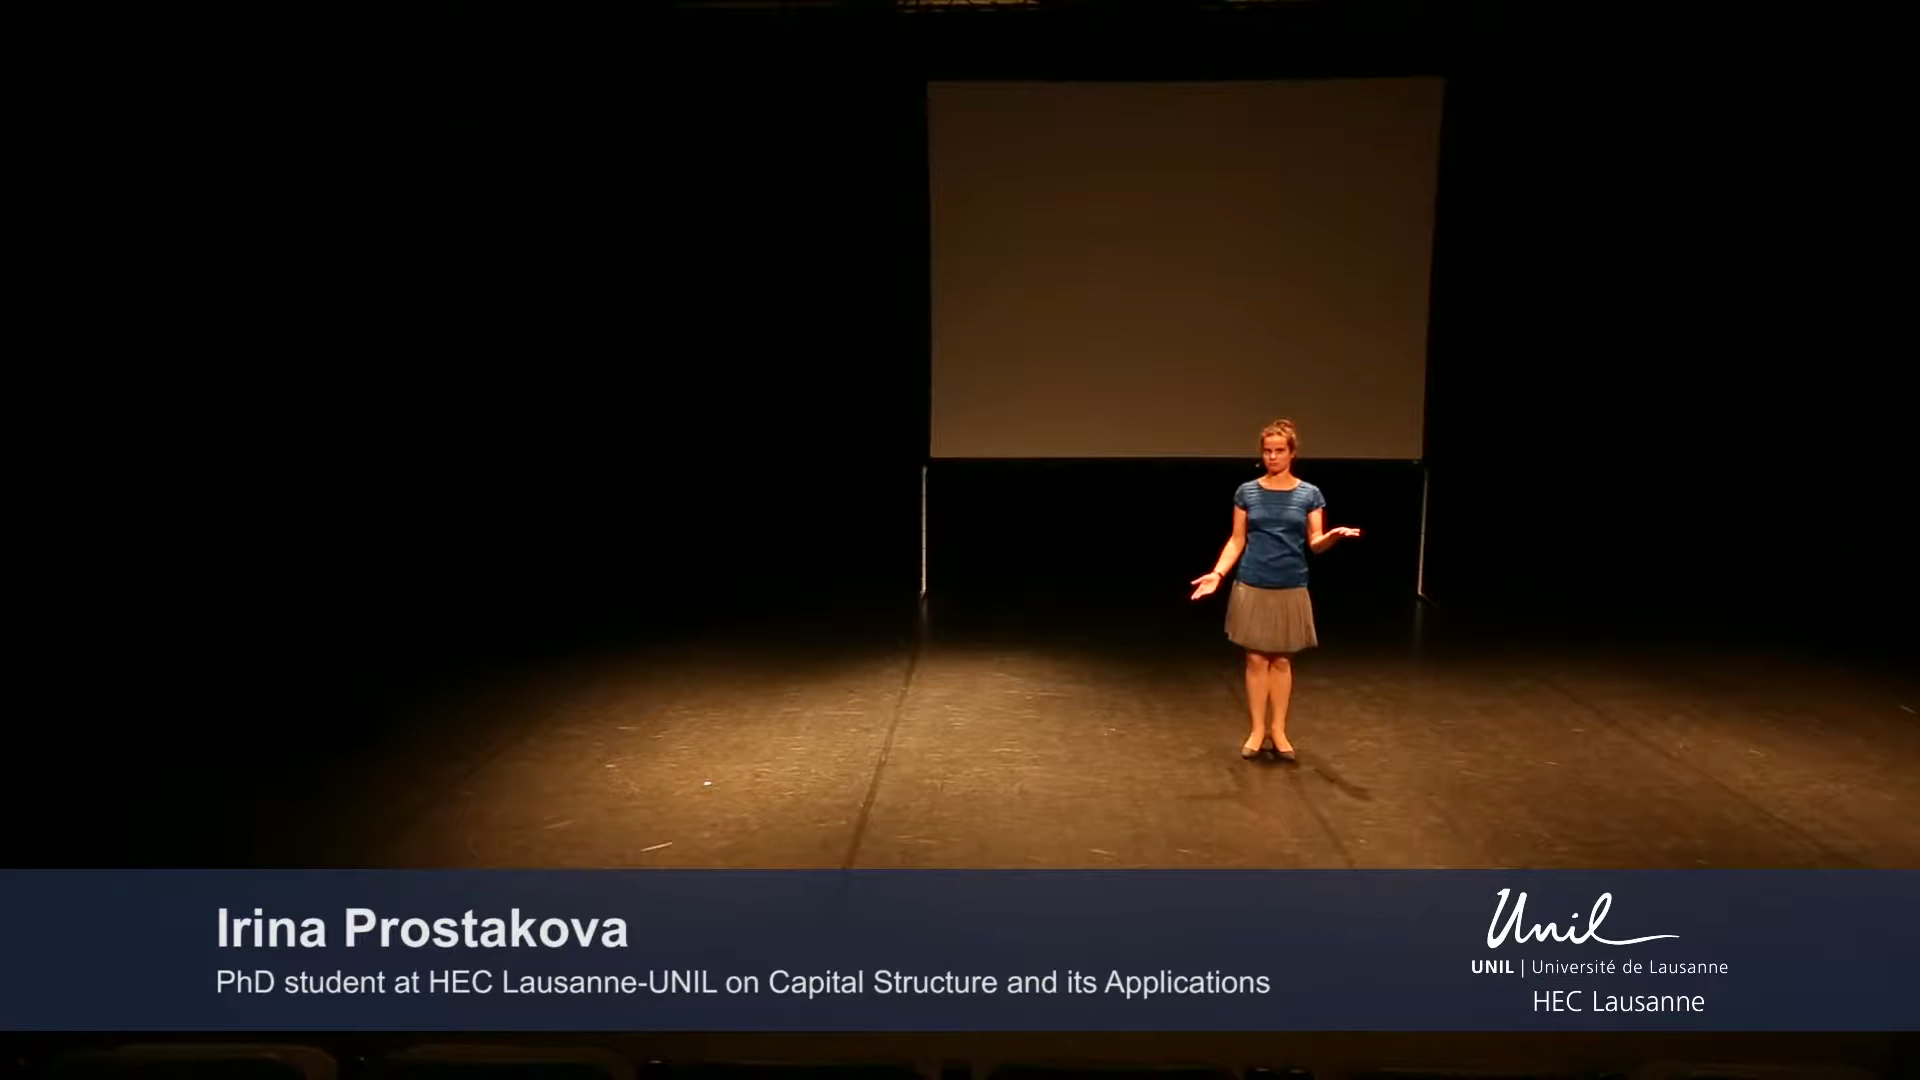 Irina Prostakova
PhD student at HEC Lausanne-UNIL on Capital Structure and its Applications
Unil
UNIL | Université de Lausanne
HEC Lausanne